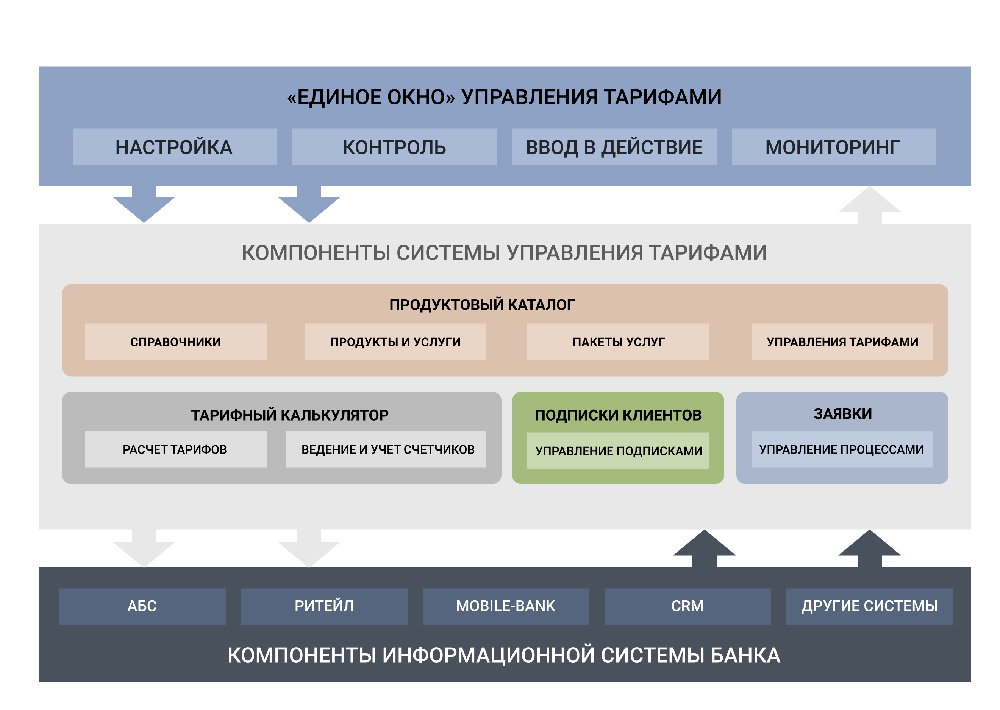 «ЕДИНОЕ ОКНО» УПРАВЛЕНИЯ ТАРИФАМИ
НАСТРОЙКА
КОНТРОЛЬ
ВВОД В ДЕЙСТВИЕ
МОНИТОРИНГ
КОМПОНЕНТЫ СИСТЕМЫ УПРАВЛЕНИЯ ТАРИФАМИ
ПРОДУКТОВЫЙ КАТАЛОГ
СПРАВОЧНИКИ
ПРОДУКТЫ И УСЛУГИ
ПАКЕТЫ УСЛУГ
УПРАВЛЕНИЯ ТАРИФАМИ
ТАРИФНЫЙ КАЛЬКУЛЯТОР
РАСЧЕТ ТАРИФОВ
ВЕДЕНИЕ И УЧЕТ СЧЕТЧИКОВ
ПОДПИСКИ КЛИЕНТОВ
УПРАВЛЕНИЕ ПОДПИСКАМИ
ЗАЯВКИ
УПРАВЛЕНИЕ ПРОЦЕССАМИ
АБС
РИТЕЙЛ
MOBILE-BANK
CRM
ДРУГИЕ СИСТЕМЫ
КОМПОНЕНТЫ ИНФОРМАЦИОННОЙ СИСТЕМЫ БАНКА